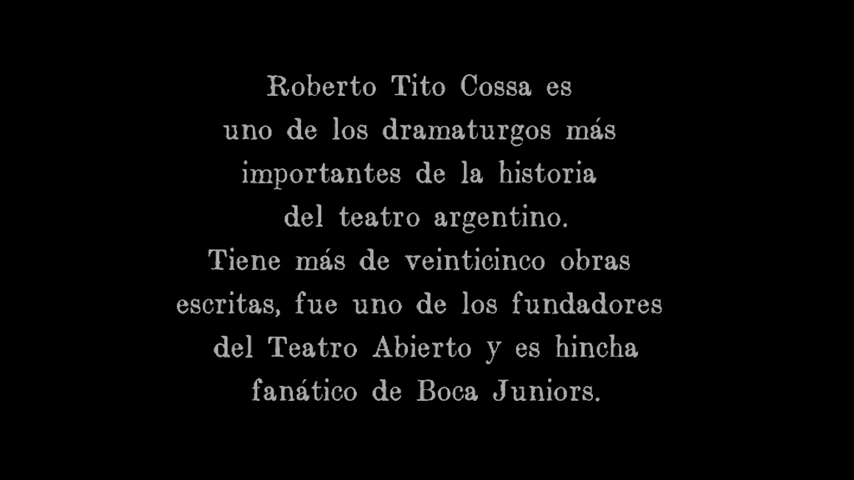 Roberto Tito Cossa es
uno de los dramaturgos más
importantes de la historia
del teatro argentino.
Tiene más de veinticinco obras
escritas, fue uno de los fundadores
del Teatro Abierto y es hincha
fanático de Boca Juniors.